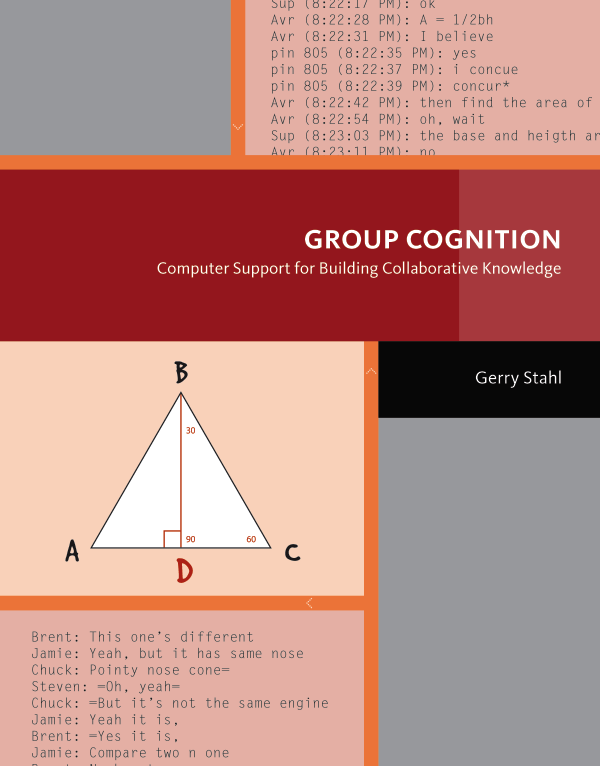 Sup (8:22:17 PM): ok
Avr (8:22:28 PM): A = 1/2bh
Avr (8:22:31 PM): I believe
pin 805 (8:22:35 PM): yes
pin 805 (8:22:37 PM): i concue
pin 805 (8:22:39 PM): concur*
Avr (8:22:42 PM): then find the area of
Avr (8:22:54 PM): oh, wait
Sup (8:23:03 PM): the base and heigth ar
Avr (8:23:11 PM): no
GROUP COGNITION
Computer Support for Building Collaborative Knowledge
Gerry Stahl
B
30
A
90
60
C
D
Brent: This one's different
Jamie: Yeah, but it has same nose
Chuck: Pointy nose cone=
Steven: =Oh, yeah=
Chuck: =But it's not the same engine
Jamie: Yeah it is,
Brent: =Yes it is,
Jamie: Compare two n one